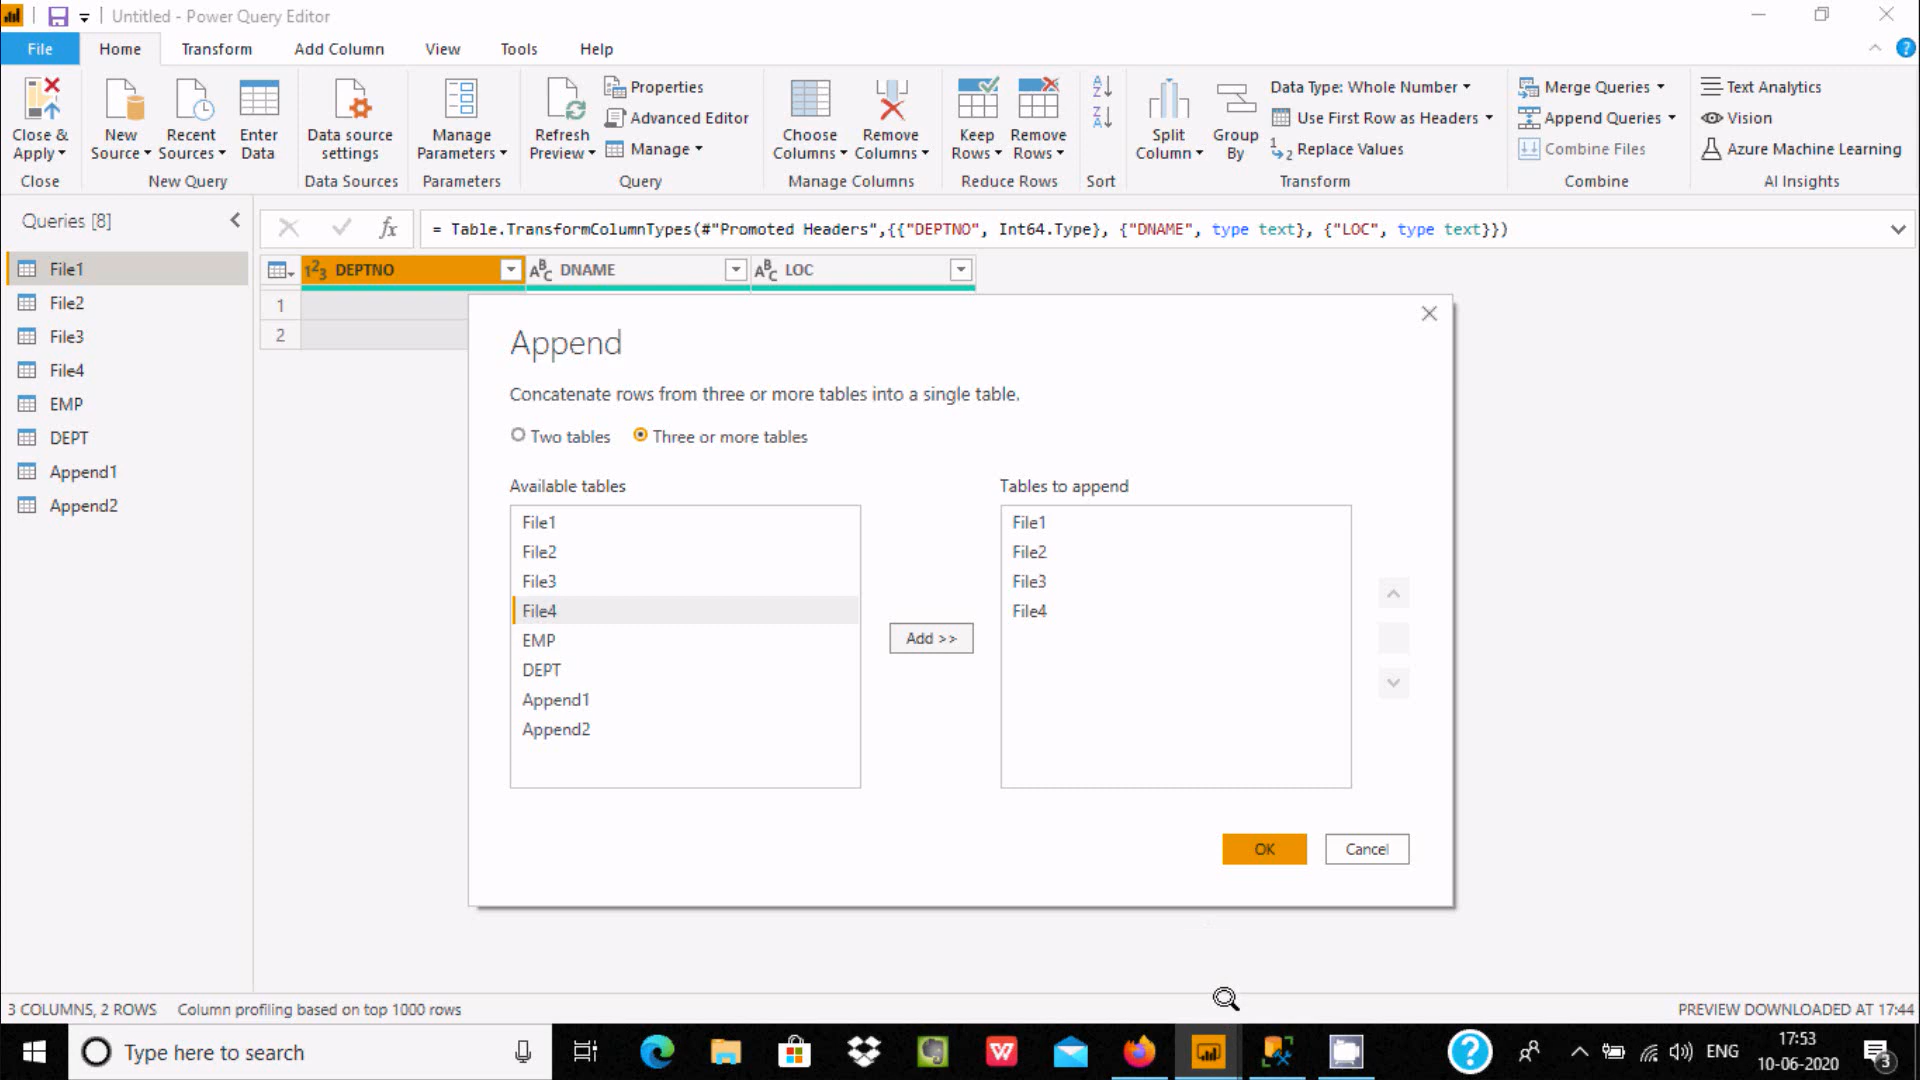 Untitled - Power Query Editor
File Home Transform Add Column View Tools Help
Close & Apply
Close
New Source
Recent Sources
Enter Data
New Query
Data source settings
Data Sources
Manage Parameters
Parameters
Refresh Preview
Properties
Advanced Editor
Manage
Query
Choose Columns
Remove Columns
Manage Columns
Keep Rows
Remove Rows
Reduce Rows
Sort
Split Column
Group By
Data Type: Whole Number
Use First Row as Headers
Replace Values
Transform
Merge Queries
Append Queries
Combine Files
Combine
Text Analytics
Vision
Azure Machine Learning
AI Insights
Queries [8]
fx
= Table.TransformColumnTypes(#"Promoted Headers",{{"DEPTNO", Int64.Type}, {"DNAME", type text}, {"LOC", type text}})
File1
File2
File3
File4
EMP
DEPT
Append1
Append2
DEPTNO DNAME LOC
1
2
Append
Concatenate rows from three or more tables into a single table.
Two tables Three or more tables
Available tables
File1
File2
File3
File4
EMP
DEPT
Append1
Append2
Add >>
Tables to append
File1
File2
File3
File4
OK Cancel
3 COLUMNS, 2 ROWS Column profiling based on top 1000 rows
PREVIEW DOWNLOADED AT 17:44
Type here to search
ENG
17:53
10-06-2020
3